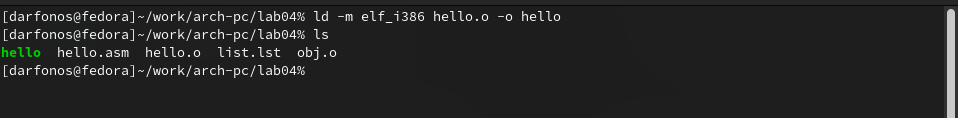 [darfonos@fedora]~/work/arch-pc/lab04% ld -m elf_i386 hello.o -o hello
[darfonos@fedora]~/work/arch-pc/lab04% ls
hello  hello.asm  hello.o  list.lst  obj.o
[darfonos@fedora]~/work/arch-pc/lab04%